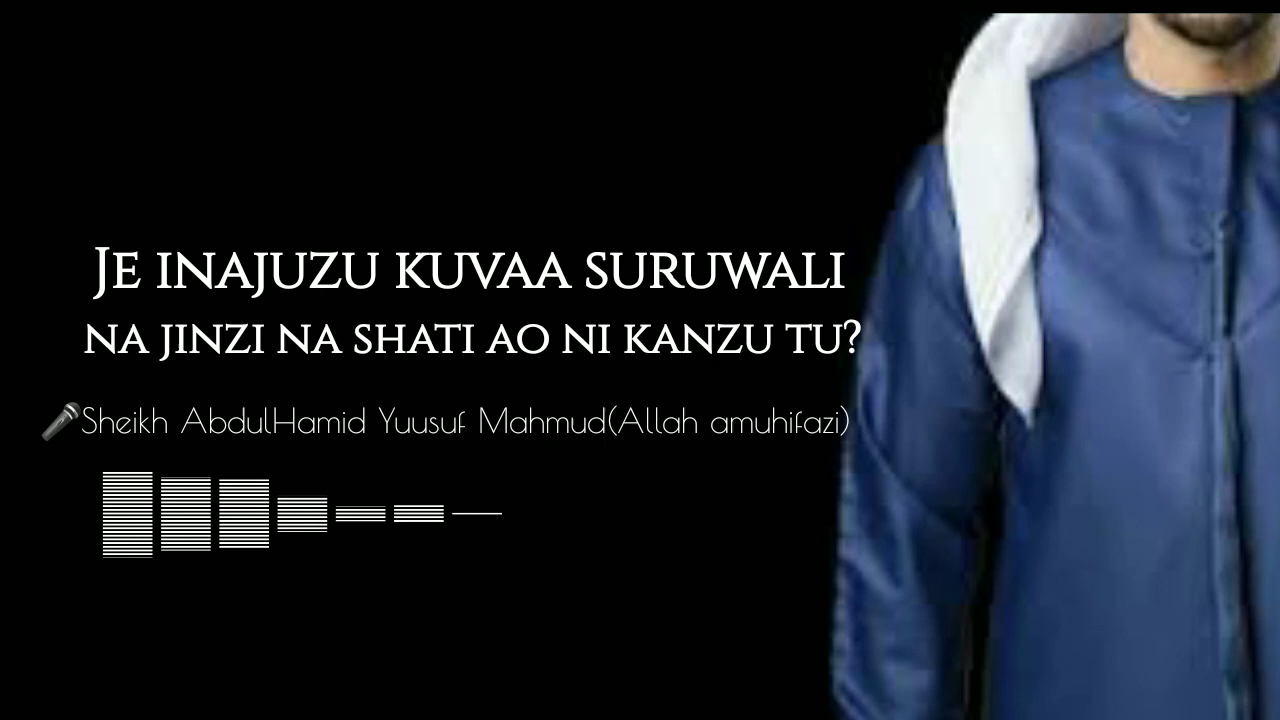 Je inajuzu kuvaa suruwali
na jinzi na shati ao ni kanzu tu?
🎤Sheikh AbdulHamid Yuusuf Mahmud(Allah amuhifazi)